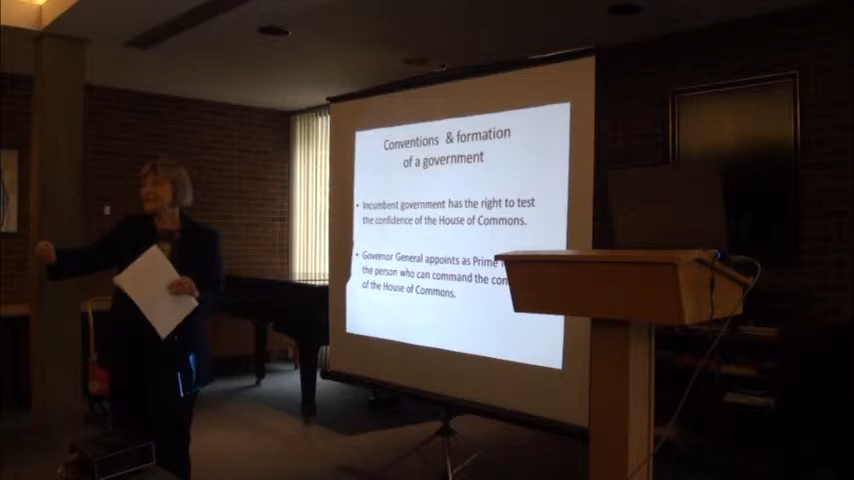 Conventions & formation
of a government
• Incumbent government has the right to test
the confidence of the House of Commons.
• Governor General appoints as Prime
the person who can command the con
of the House of Commons.